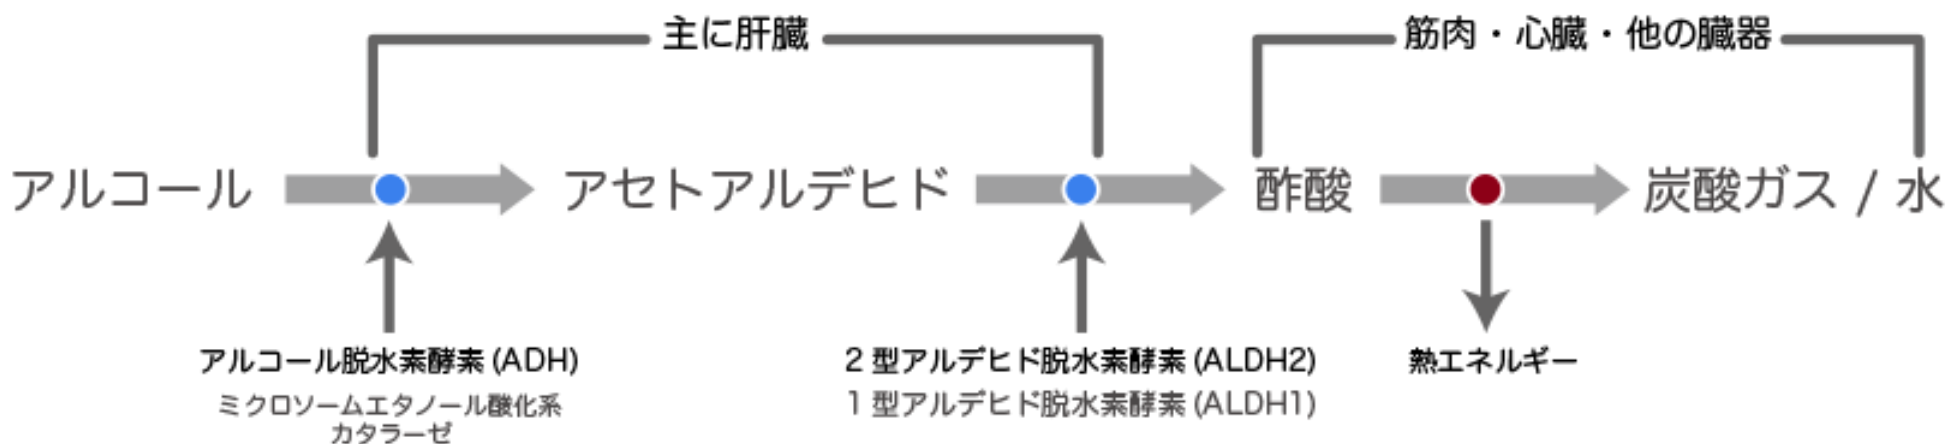 主に肝臓
筋肉・心臓・他の臓器
アルコール
アセトアルデヒド
酢酸
炭酸ガス / 水
アルコール脱水素酵素 (ADH)
ミクロソームエタノール酸化系
カタラーゼ
2 型アルデヒド脱水素酵素 (ALDH2)
1 型アルデヒド脱水素酵素 (ALDH1)
熱エネルギー